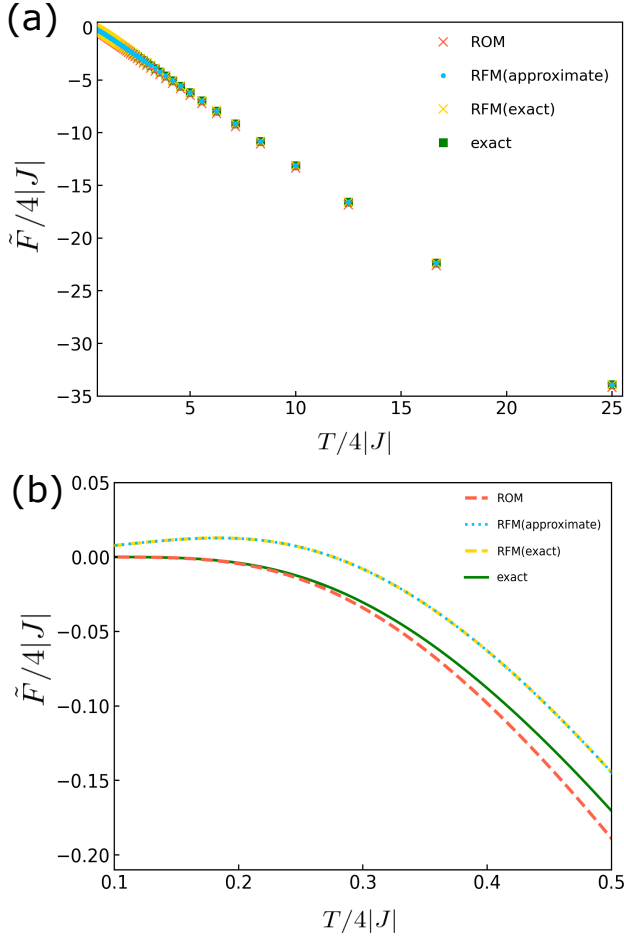 (a)
0
−5
−10
−15
−20
−25
−30
−35
F̃/4|J|
ROM
RFM(approximate)
RFM(exact)
exact
5
10
15
20
25
T/4|J|
(b)
0.05
0.00
−0.05
−0.10
−0.15
−0.20
F̃/4|J|
ROM
RFM(approximate)
RFM(exact)
exact
0.1
0.2
0.3
0.4
0.5
T/4|J|